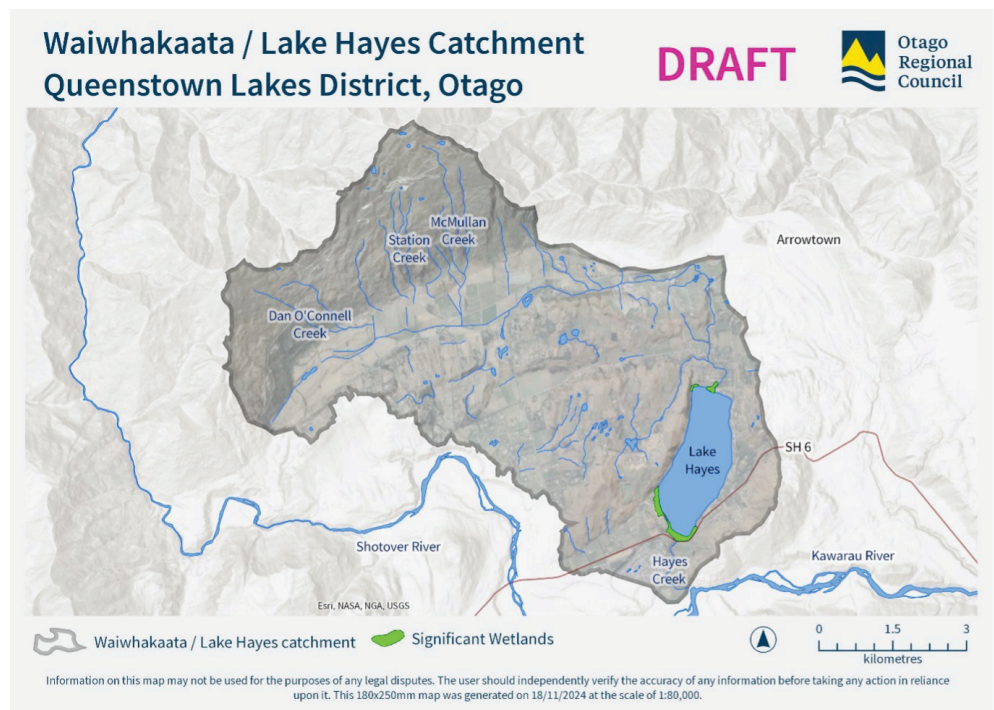 Waiwhakaata / Lake Hayes Catchment
Queenstown Lakes District, Otago
DRAFT
Otago
Regional
Council
McMullan
Creek
Station
Creek
Arrowtown
Dan O'Connell
Creek
SH 6
Lake
Hayes
Shotover River
Hayes
Creek
Kawarau River
Esri, NASA, NGA, USGS
Waiwhakaata / Lake Hayes catchment
Significant Wetlands
0 1.5 3
kilometres
Information on this map may not be used for the purposes of any legal disputes. The user should independently verify the accuracy of any information before taking any action in reliance
upon it. This 180x250mm map was generated on 18/11/2024 at the scale of 1:80,000.